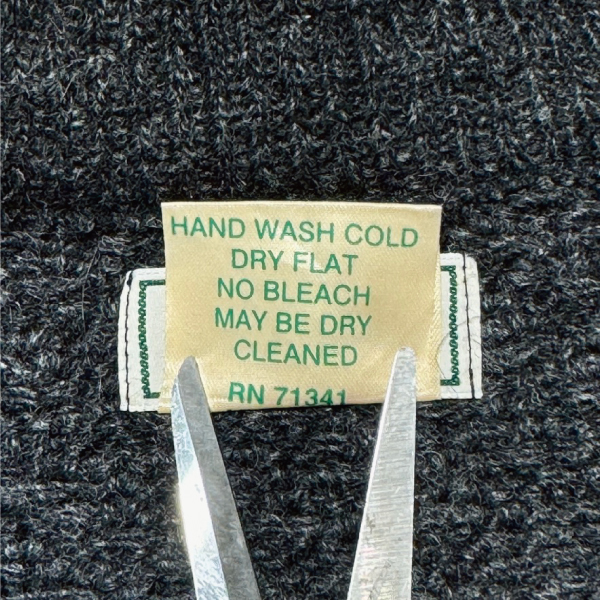 HAND WASH COLD
DRY FLAT
NO BLEACH
MAY BE DRY
CLEANED
RN 71341